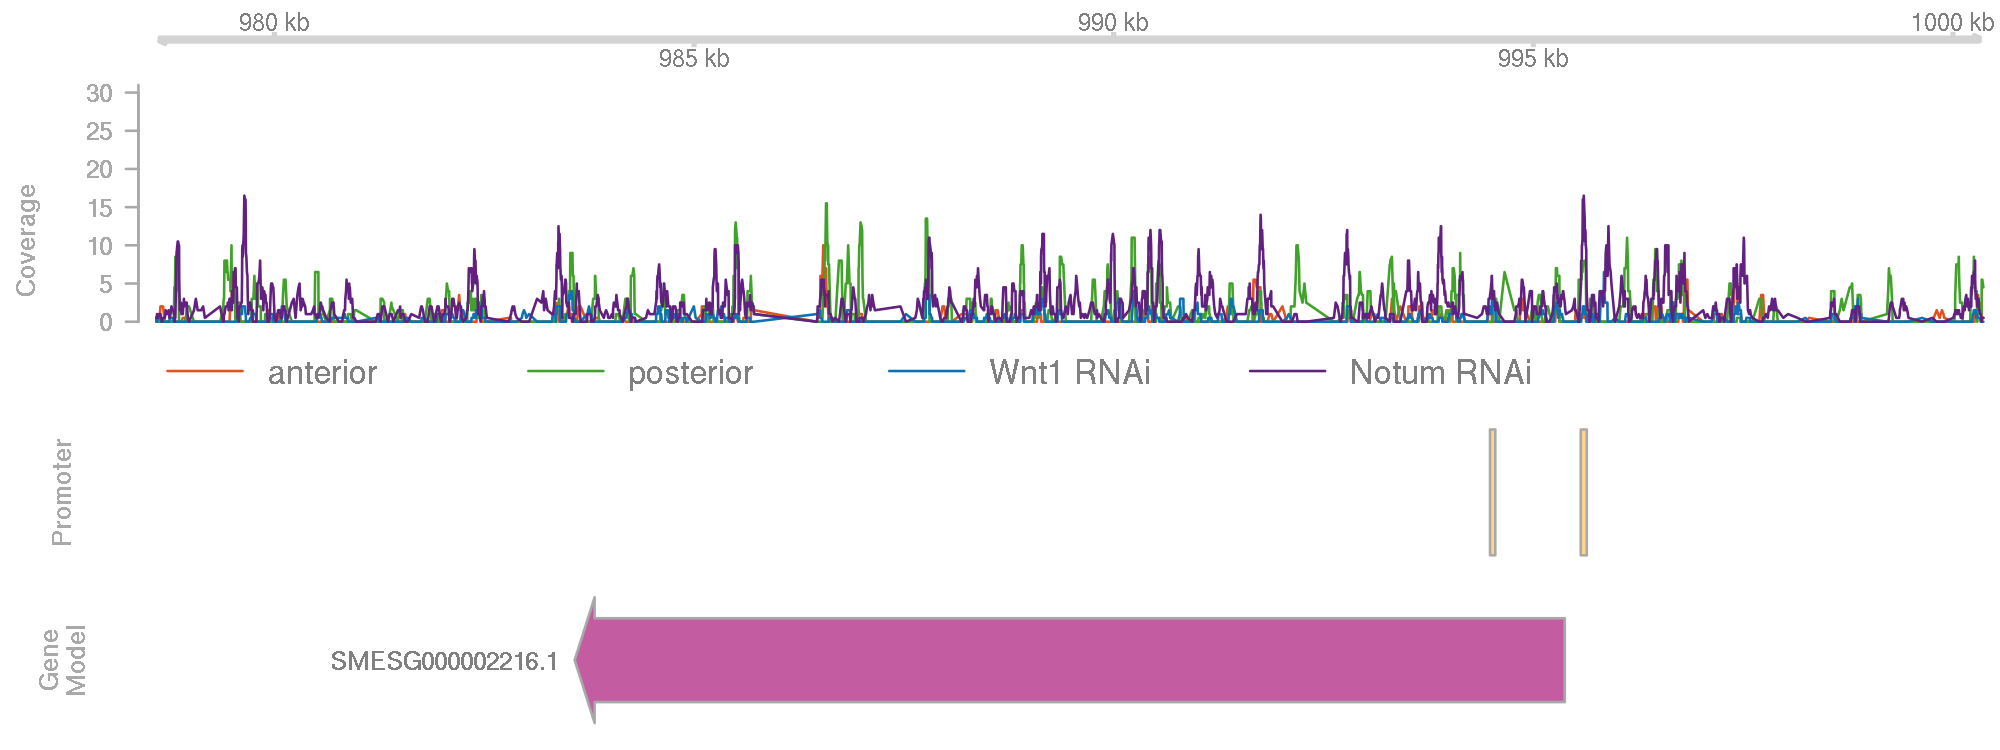 980 kb 990 kb 1000 kb
985 kb 995 kb
30
25
20
15
10
5
0
Coverage
anterior posterior Wnt1 RNAi Notum RNAi
Promoter
Gene
Model
SMESG000002216.1